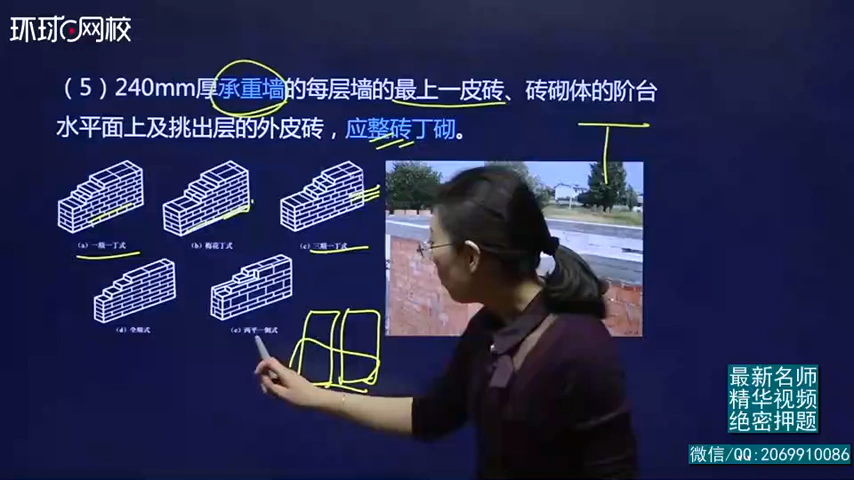 环球网校
（5）240mm厚承重墙的每层墙的最上一皮砖、砖砌体的阶台
水平面上及挑出层的外皮砖，应整砖丁砌。
(a) 一顺一丁式
(b) 梅花丁式
(c) 三顺一丁式
(d) 全顺式
(e) 两平一侧式
最新名师
精华视频
绝密押题
微信/QQ:2069910086